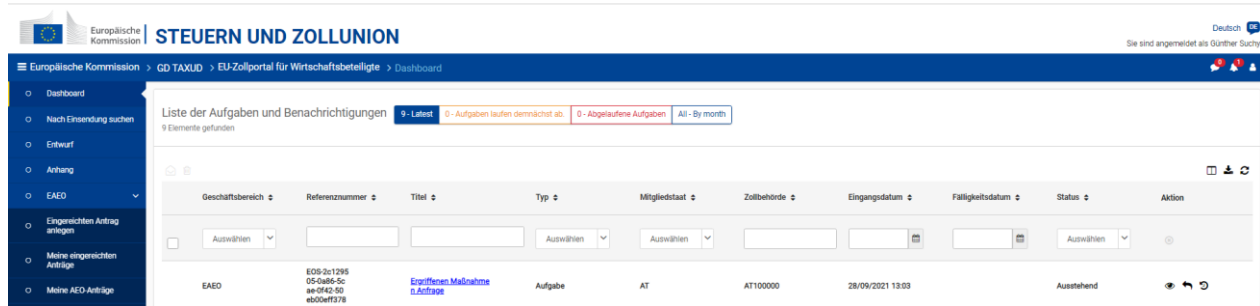 Europäische
Kommission
STEUERN UND ZOLLUNION
Deutsch DE
Sie sind angemeldet als Günther Suchy
Europäische Kommission > GD TAXUD > EU-Zollportal für Wirtschaftsbeteiligte > Dashboard
0 1
Dashboard
Nach Einsendung suchen
Entwurf
Anhang
EAEO
Eingereichten Antrag
anlegen
Meine eingereichten
Anträge
Meine AEO-Anträge
Liste der Aufgaben und Benachrichtigungen 9 - Latest 0 - Aufgaben laufen demnächst ab 0 - Abgelaufene Aufgaben All - By month
9 Elemente gefunden
Geschäftsbereich Referenznummer Titel Typ Mitgliedstaat Zollbehörde Eingangsdatum Fälligkeitsdatum Status Aktion
Auswählen Auswählen Auswählen Auswählen
EAEO
EOS-2c1295
05-0a86-5c
ae-0f42-50
eb00eff378
Ergriffenen Maßnahme
n Anfrage
Aufgabe AT AT100000 28/09/2021 13:03 Ausstehend